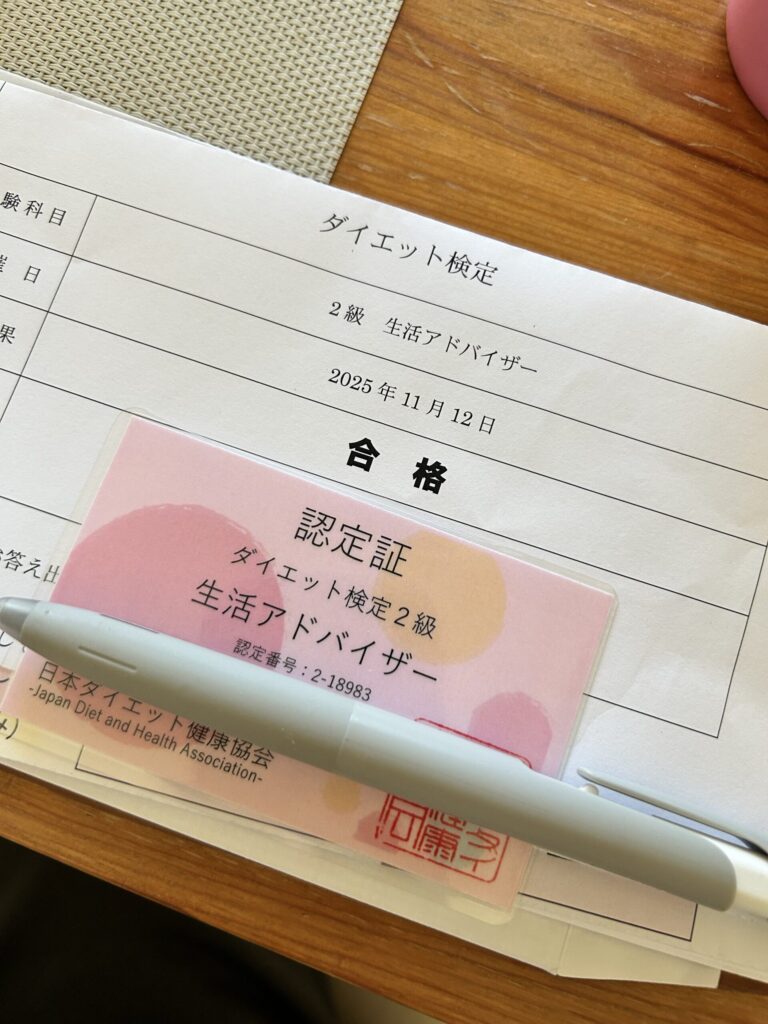 験科目
ダイエット検定
2級 生活アドバイザー
催日
2025年11月12日
果
合 格
答え出
認定証
ダイエット検定2級
生活アドバイザー
認定番号:2-18983
日本ダイエット健康協会
-Japan Diet and Health Association-